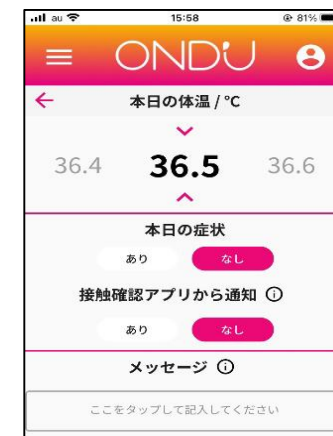 au 15:58 81%
ONDU
本日の体温 / ℃
36.4 36.5 36.6
本日の症状
あり なし
接触確認アプリから通知
あり なし
メッセージ
ここをタップして記入してください